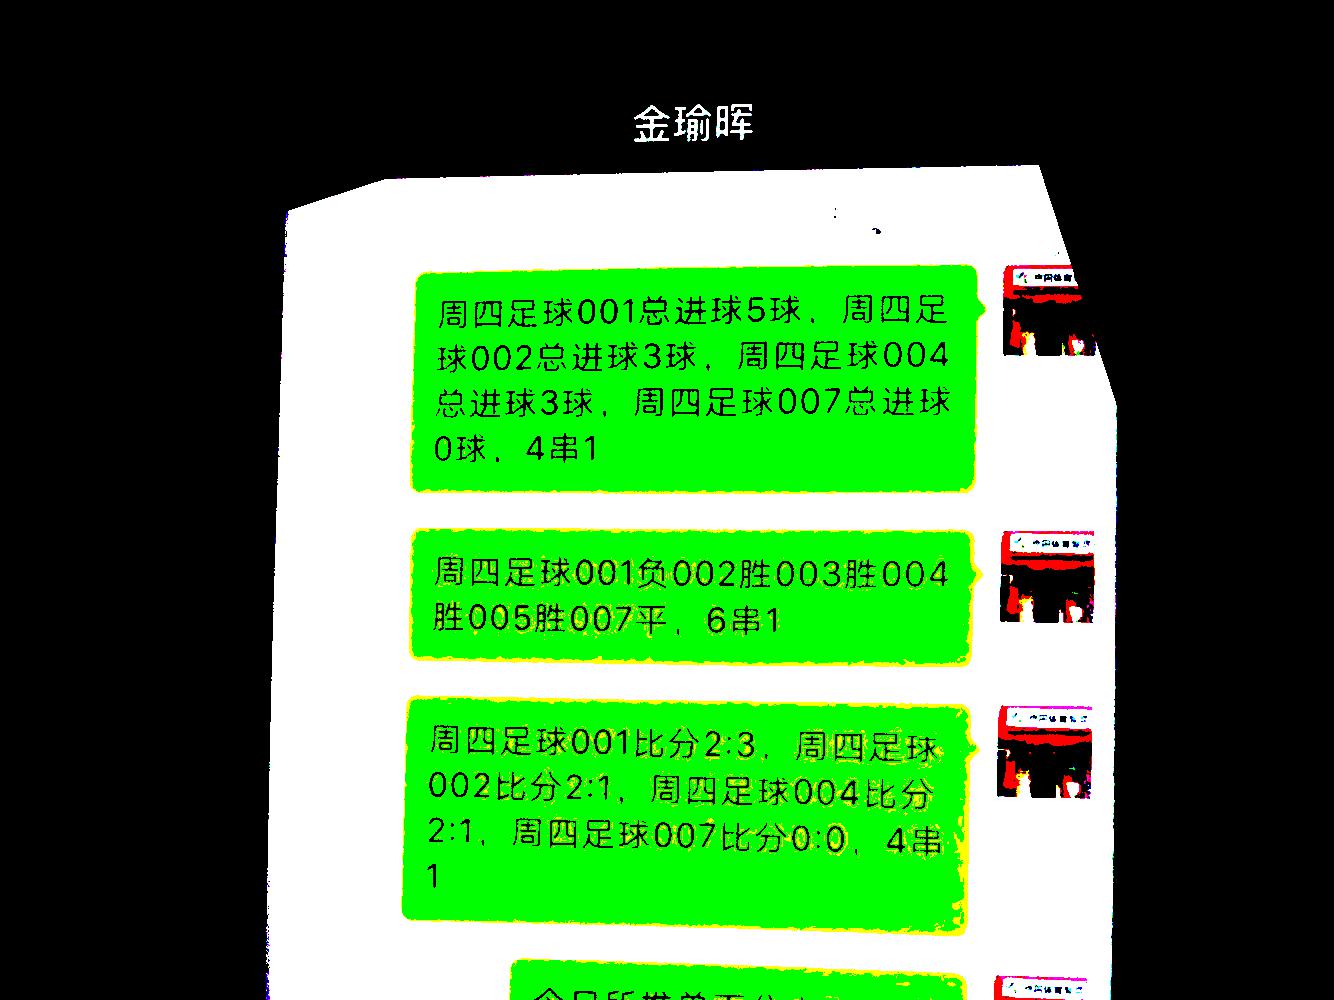 金瑜晖
周四足球001总进球5球，周四足
球002总进球3球，周四足球004
总进球3球，周四足球007总进球
0球，4串1
周四足球001负002胜003胜004
胜005胜007平，6串1
周四足球001比分2:3，周四足球
002比分2:1，周四足球004比分
2:1，周四足球007比分0:0，4串
1